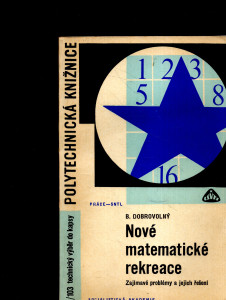 POLYTECHNICKÁ KNIŽNICE
/103 technický výběr do kapsy
1 2 3
5 8
16
PRÁCE—SNTL
B. DOBROVOLNÝ
Nové
matematické
rekreace
Zajímavé problémy a jejich řešení